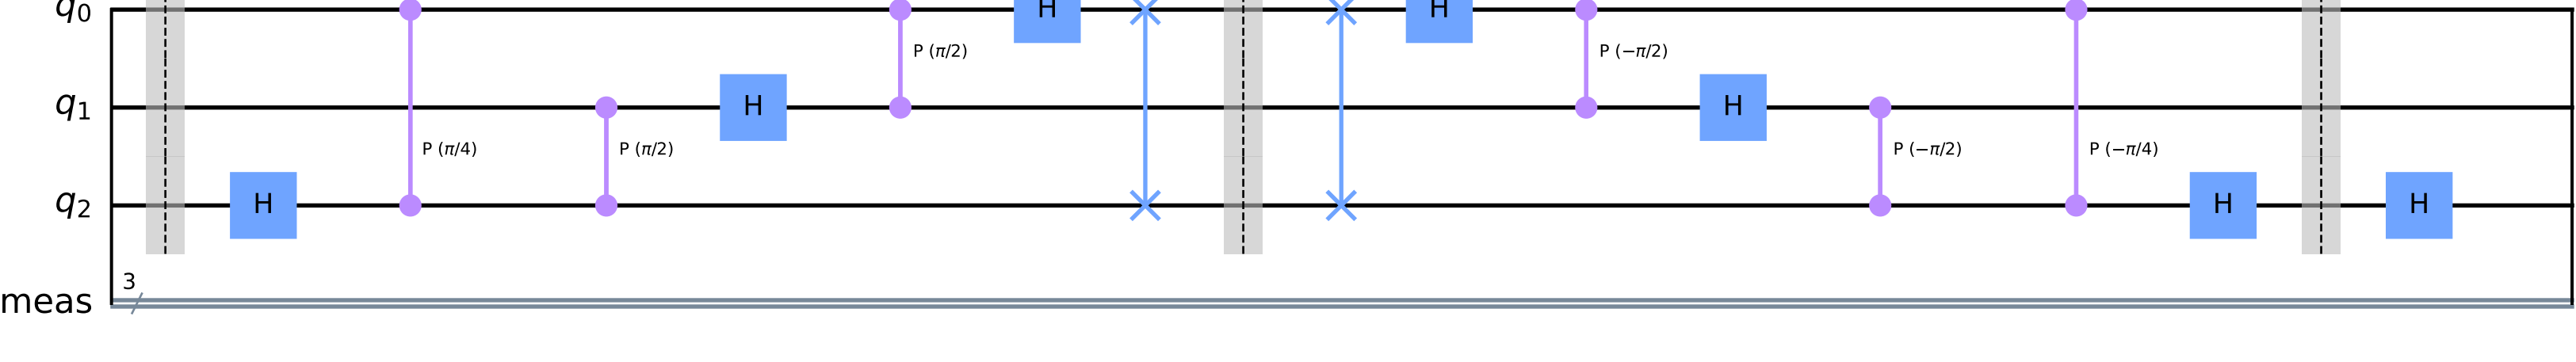 q0 H H
P (π/2) P (−π/2)
q1 H H
P (π/4) P (π/2) P (−π/2) P (−π/4)
q2 H H H
3
meas